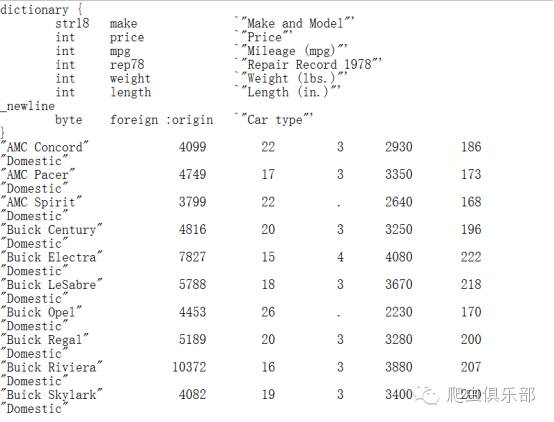 dictionary {
str18 make `"Make and Model"'
int price `"Price"'
int mpg `"Mileage (mpg)"'
int rep78 `"Repair Record 1978"'
int weight `"Weight (lbs.)"'
int length `"Length (in.)"'
_newline
byte foreign :origin `"Car type"'
}
"AMC Concord" 4099 22 3 2930 186
"Domestic"
"AMC Pacer" 4749 17 3 3350 173
"Domestic"
"AMC Spirit" 3799 22 . 2640 168
"Domestic"
"Buick Century" 4816 20 3 3250 196
"Domestic"
"Buick Electra" 7827 15 4 4080 222
"Domestic"
"Buick LeSabre" 5788 18 3 3670 218
"Domestic"
"Buick Opel" 4453 26 . 2230 170
"Domestic"
"Buick Regal" 5189 20 3 3280 200
"Domestic"
"Buick Riviera" 10372 16 3 3880 207
"Domestic"
"Buick Skylark" 4082 19 3 3400 200
"Domestic"
爬虫俱乐部